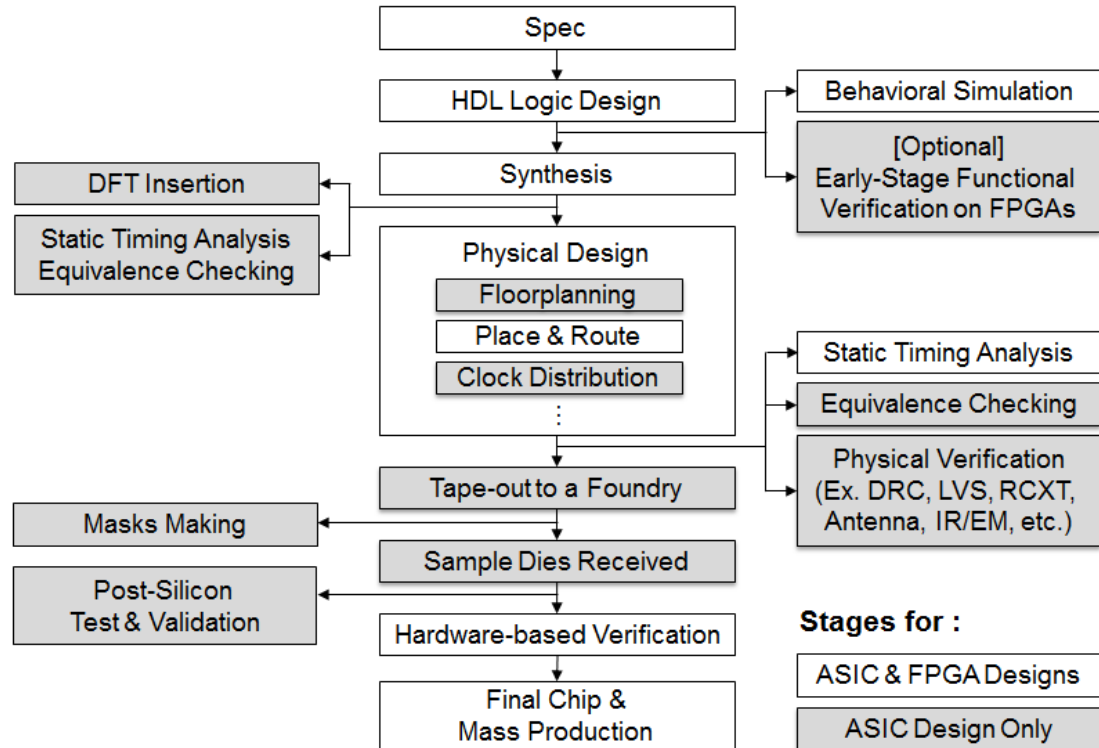 Spec
HDL Logic Design
Behavioral Simulation
[Optional]
Early-Stage Functional
Verification on FPGAs
Synthesis
DFT Insertion
Static Timing Analysis
Equivalence Checking
Physical Design
Floorplanning
Place & Route
Clock Distribution
⋮
Static Timing Analysis
Equivalence Checking
Physical Verification
(Ex. DRC, LVS, RCXT,
Antenna, IR/EM, etc.)
Tape-out to a Foundry
Masks Making
Sample Dies Received
Post-Silicon
Test & Validation
Hardware-based Verification
Final Chip &
Mass Production
Stages for :
ASIC & FPGA Designs
ASIC Design Only